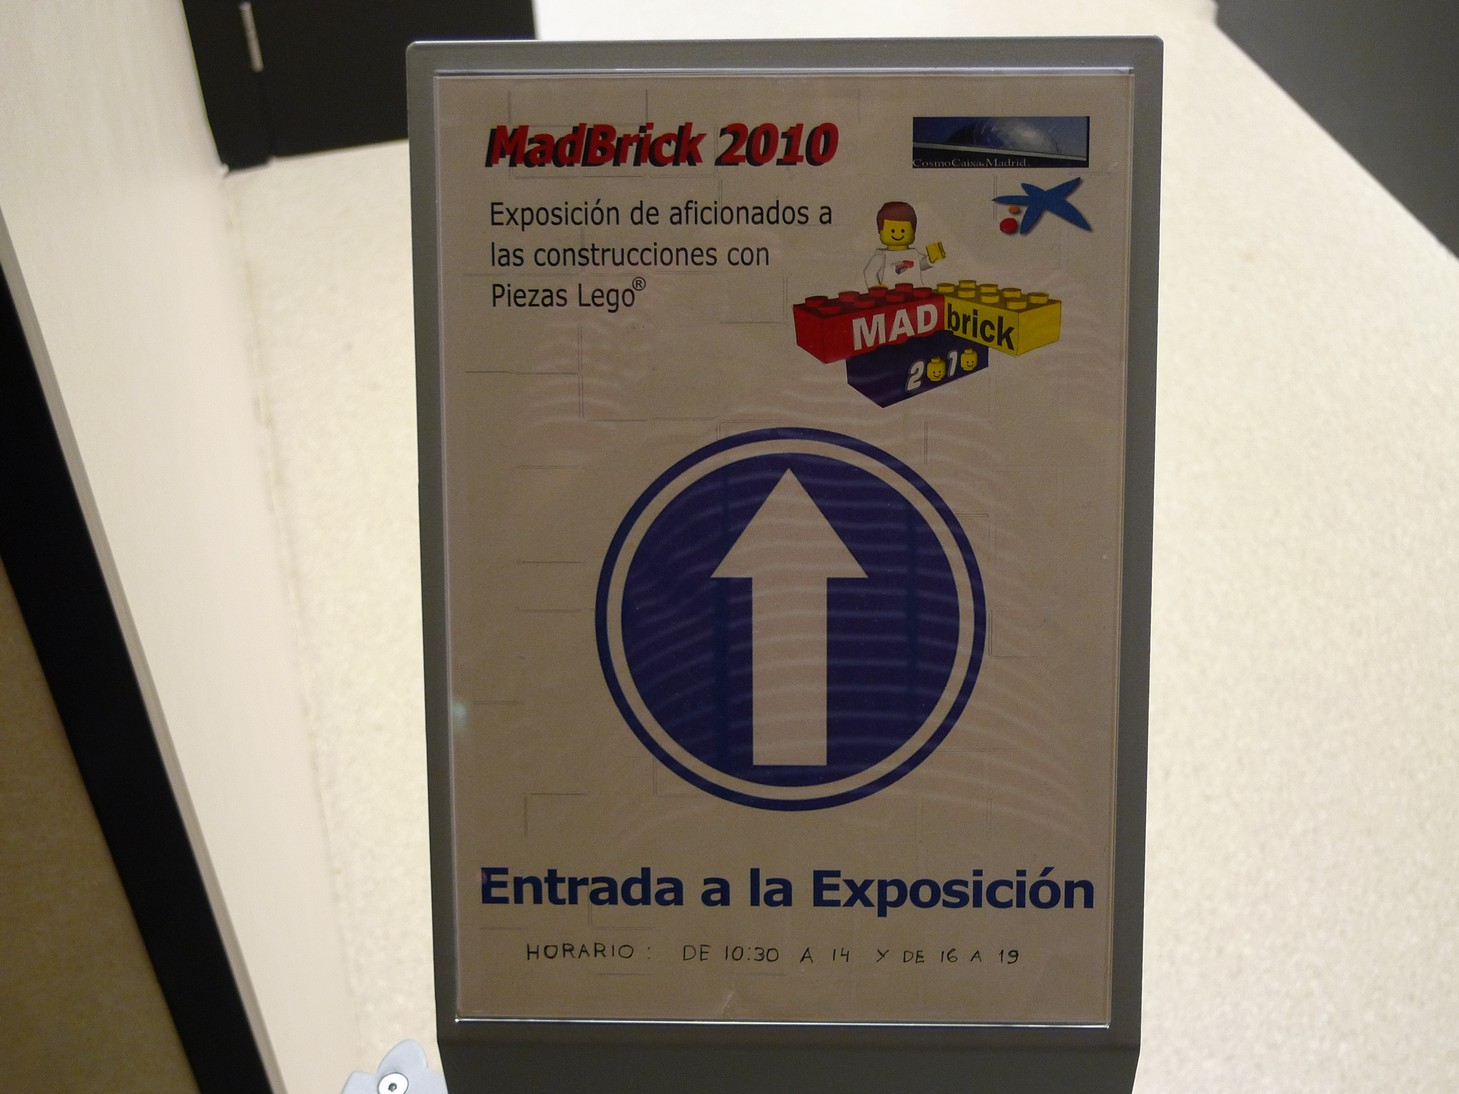 MadBrick 2010
CosmoCaixa Madrid
Exposición de aficionados a
las construcciones con
Piezas Lego®
MAD brick
2010
Entrada a la Exposición
HORARIO: DE 10:30 A 14 Y DE 16 A 19